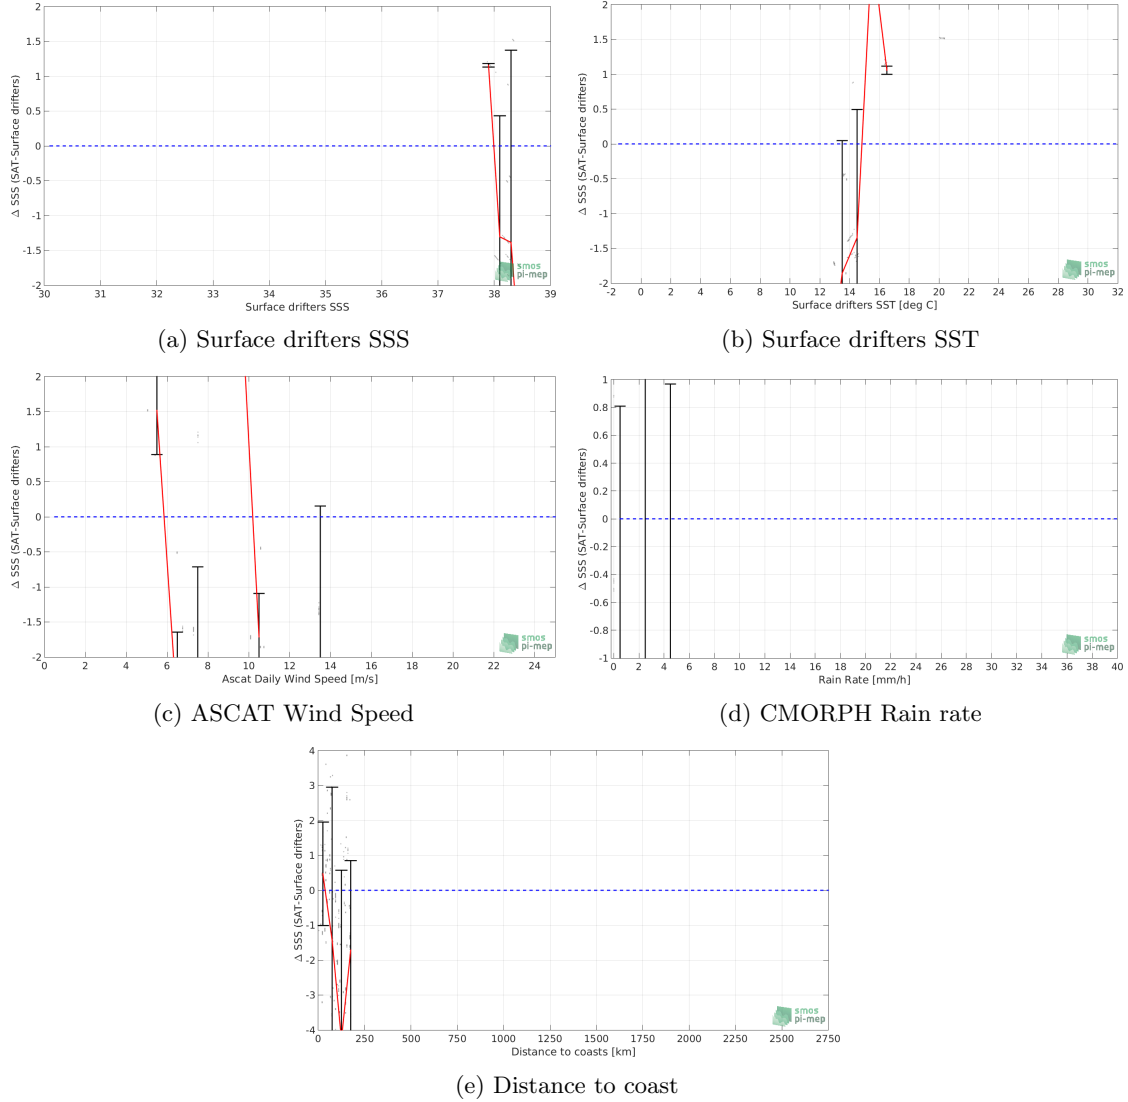 2
1.5
1
0.5
0
-0.5
-1
-1.5
-2
Δ SSS (SAT-Surface drifters)
30 31 32 33 34 35 36 37 38 39
Surface drifters SSS
smos
pi-mep
(a) Surface drifters SSS
2
1.5
1
0.5
0
-0.5
-1
-1.5
-2
Δ SSS (SAT-Surface drifters)
-2 0 2 4 6 8 10 12 14 16 18 20 22 24 26 28 30 32
Surface drifters SST [deg C]
smos
pi-mep
(b) Surface drifters SST
2
1.5
1
0.5
0
-0.5
-1
-1.5
-2
Δ SSS (SAT-Surface drifters)
0 2 4 6 8 10 12 14 16 18 20 22 24
Ascat Daily Wind Speed [m/s]
smos
pi-mep
(c) ASCAT Wind Speed
1
0.8
0.6
0.4
0.2
0
-0.2
-0.4
-0.6
-0.8
-1
Δ SSS (SAT-Surface drifters)
0 2 4 6 8 10 12 14 16 18 20 22 24 26 28 30 32 34 36 38 40
Rain Rate [mm/h]
smos
pi-mep
(d) CMORPH Rain rate
4
3
2
1
0
-1
-2
-3
-4
Δ SSS (SAT-Surface drifters)
0 250 500 750 1000 1250 1500 1750 2000 2250 2500 2750
Distance to coasts [km]
smos
pi-mep
(e) Distance to coast